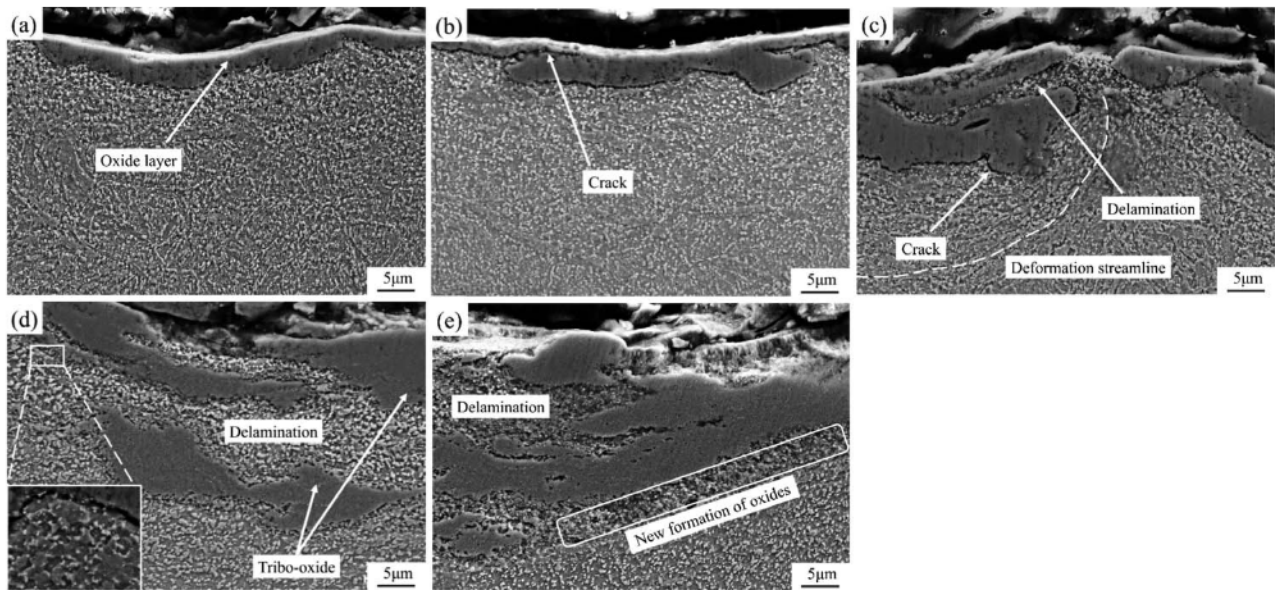 (a)
Oxide layer
5μm
(b)
Crack
5μm
(c)
Delamination
Crack
Deformation streamline
5μm
(d)
Delamination
Tribo-oxide
5μm
(e)
Delamination
New formation of oxides
5μm